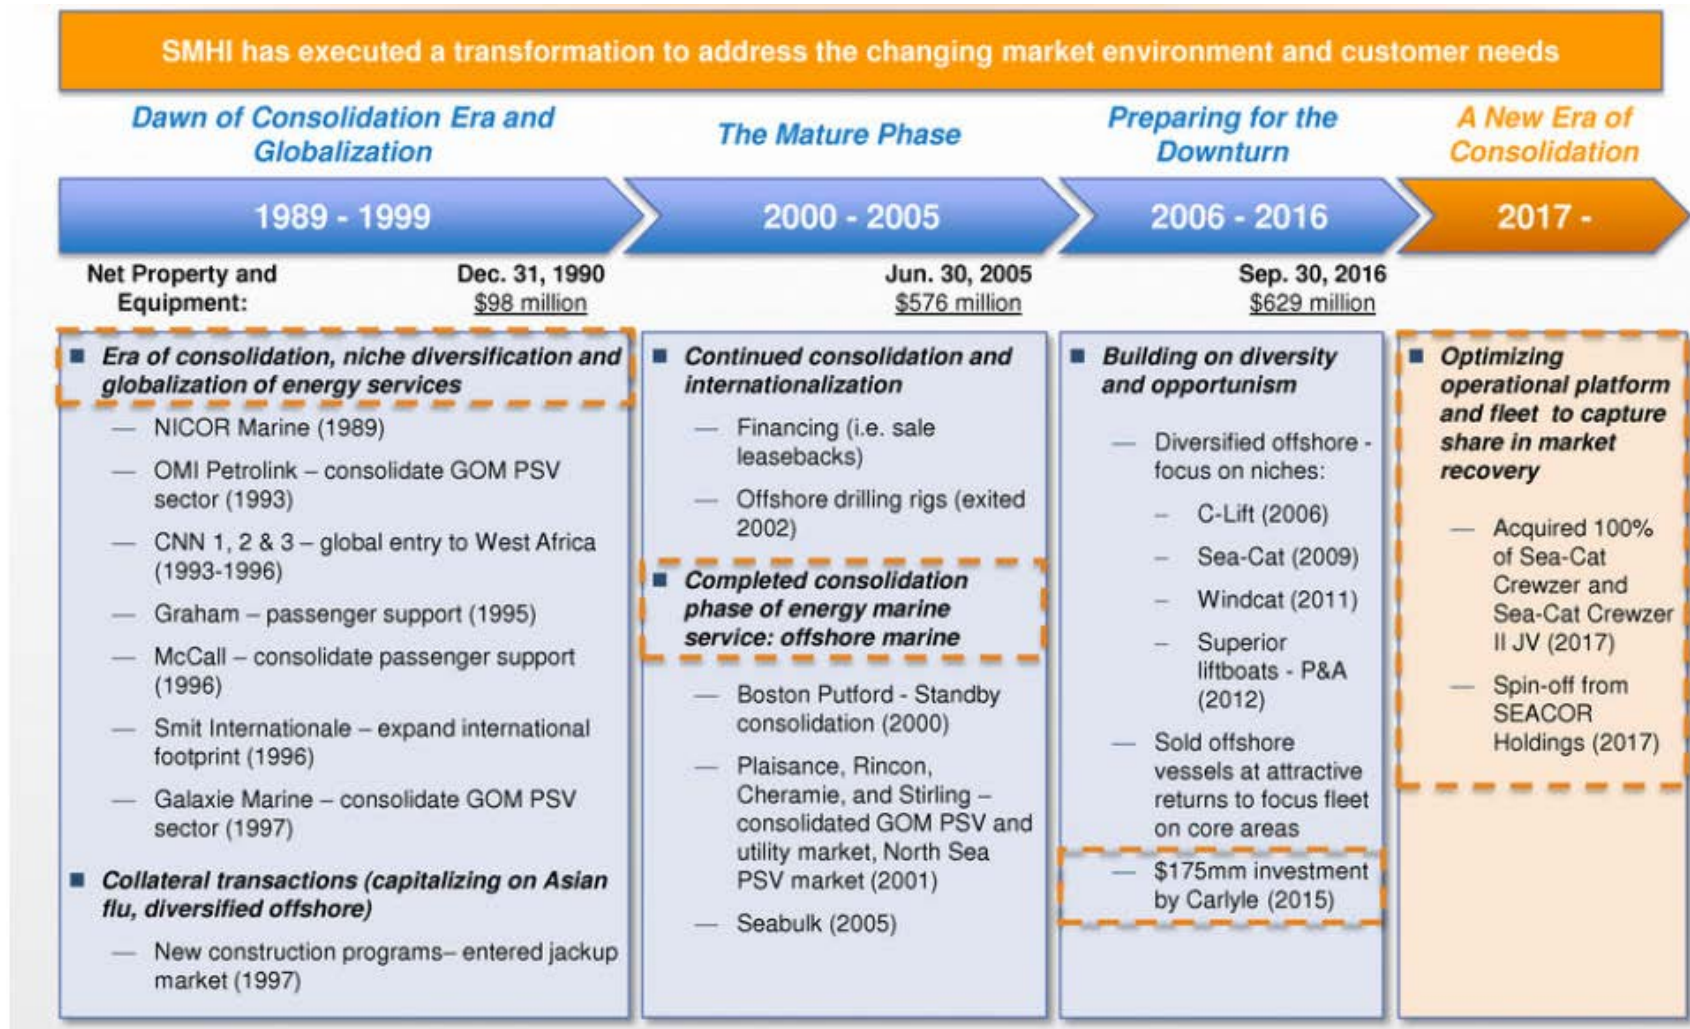 SMHI has executed a transformation to address the changing market environment and customer needs
Dawn of Consolidation Era and
Globalization
The Mature Phase
Preparing for the
Downturn
A New Era of
Consolidation
1989 - 1999
2000 - 2005
2006 - 2016
2017 -
Net Property and
Equipment:
Dec. 31, 1990
$98 million
Jun. 30, 2005
$576 million
Sep. 30, 2016
$629 million
■ Era of consolidation, niche diversification and
globalization of energy services
— NICOR Marine (1989)
— OMI Petrolink – consolidate GOM PSV
sector (1993)
— CNN 1, 2 & 3 – global entry to West Africa
(1993-1996)
— Graham – passenger support (1995)
— McCall – consolidate passenger support
(1996)
— Smit Internationale – expand international
footprint (1996)
— Galaxie Marine – consolidate GOM PSV
sector (1997)
■ Collateral transactions (capitalizing on Asian
flu, diversified offshore)
— New construction programs– entered jackup
market (1997)
■ Continued consolidation and
internationalization
— Financing (i.e. sale
leasebacks)
— Offshore drilling rigs (exited
2002)
■ Completed consolidation
phase of energy marine
service: offshore marine
— Boston Putford - Standby
consolidation (2000)
— Plaisance, Rincon,
Cheramie, and Stirling –
consolidated GOM PSV and
utility market, North Sea
PSV market (2001)
— Seabulk (2005)
■ Building on diversity
and opportunism
— Diversified offshore -
focus on niches:
– C-Lift (2006)
– Sea-Cat (2009)
– Windcat (2011)
– Superior
liftboats - P&A
(2012)
— Sold offshore
vessels at attractive
returns to focus fleet
on core areas
— $175mm investment
by Carlyle (2015)
■ Optimizing
operational platform
and fleet to capture
share in market
recovery
— Acquired 100%
of Sea-Cat
Crewzer and
Sea-Cat Crewzer
II JV (2017)
— Spin-off from
SEACOR
Holdings (2017)